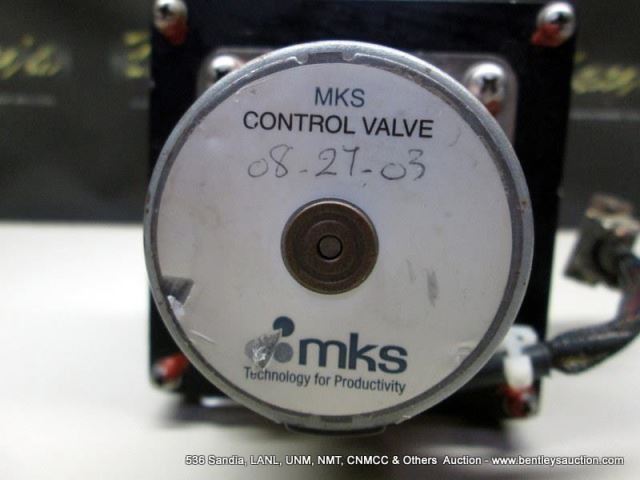 MKS
CONTROL VALVE
08-27-03
mks
Technology for Productivity
536 Sandia, LANL, UNM, NMT, CNMCC & Others Auction - www.bentleysauction.com